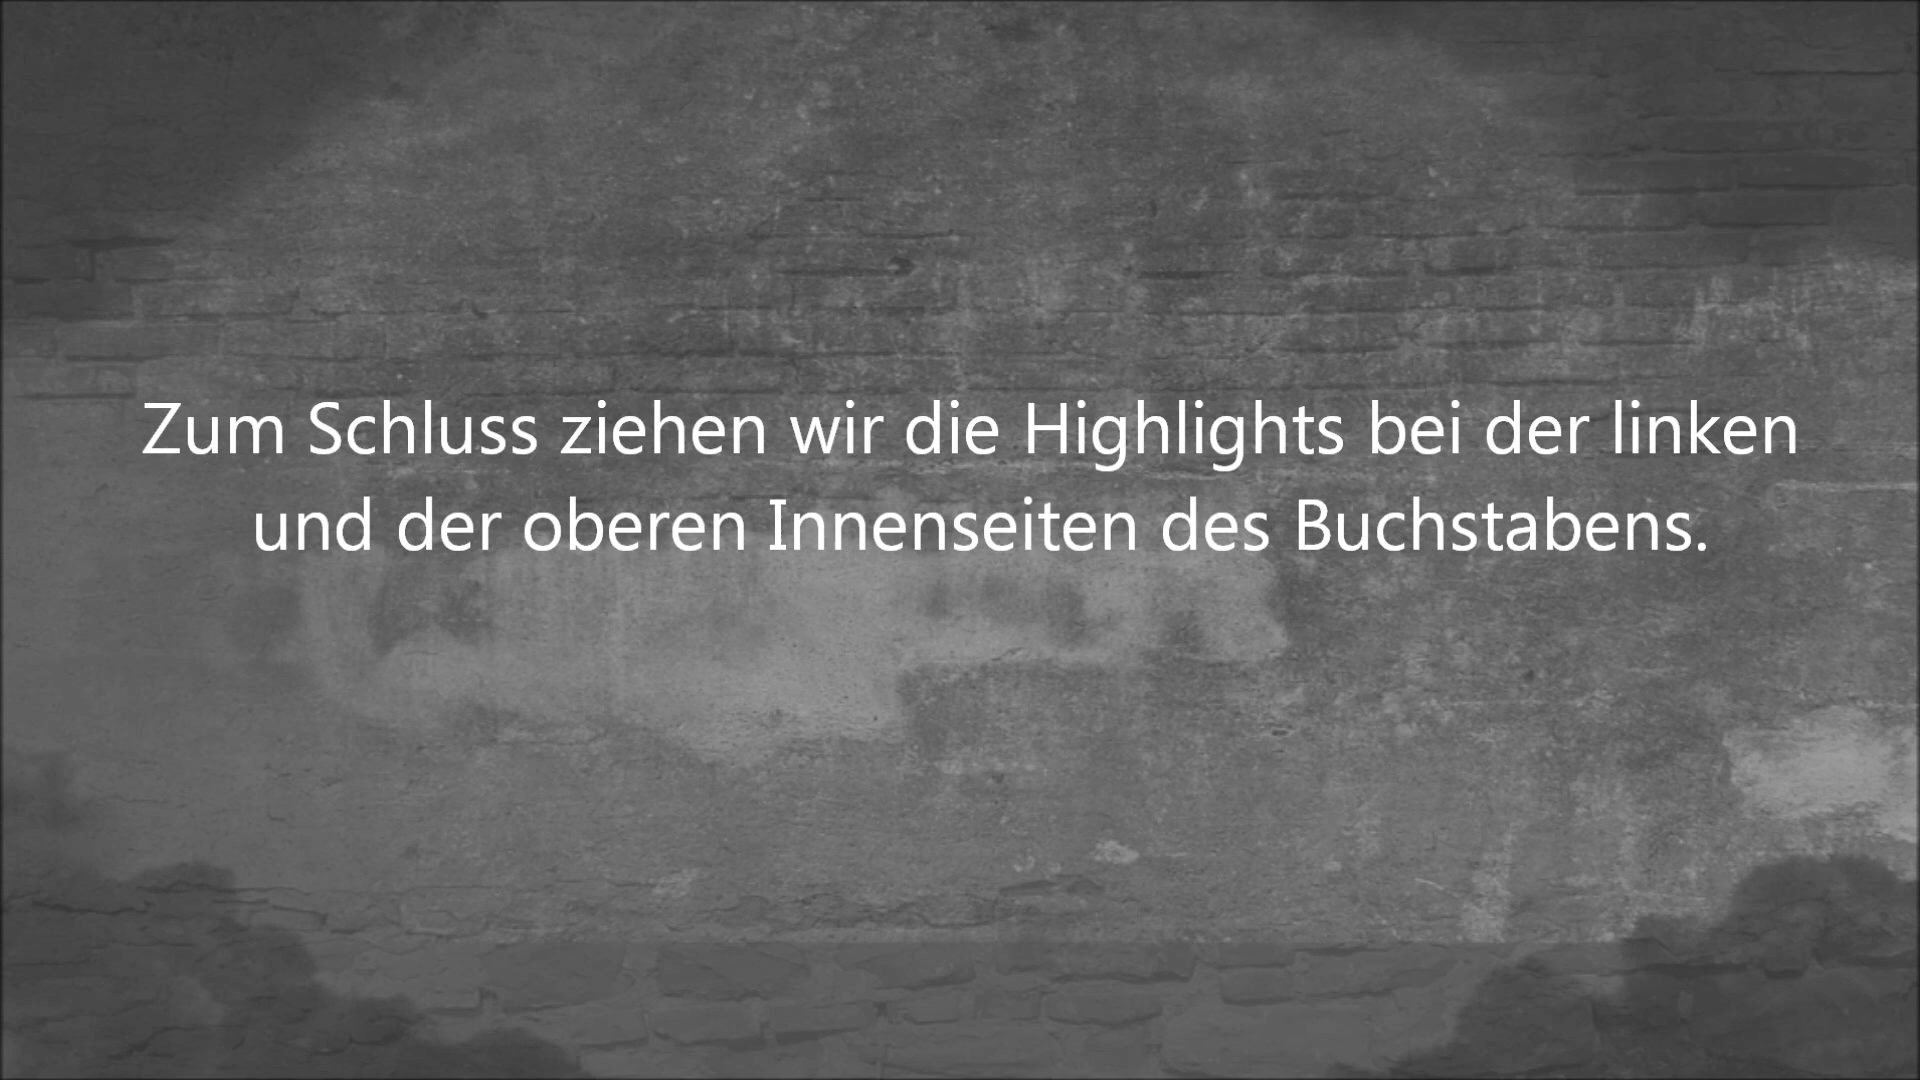 Zum Schluss ziehen wir die Highlights bei der linken
und der oberen Innenseiten des Buchstabens.